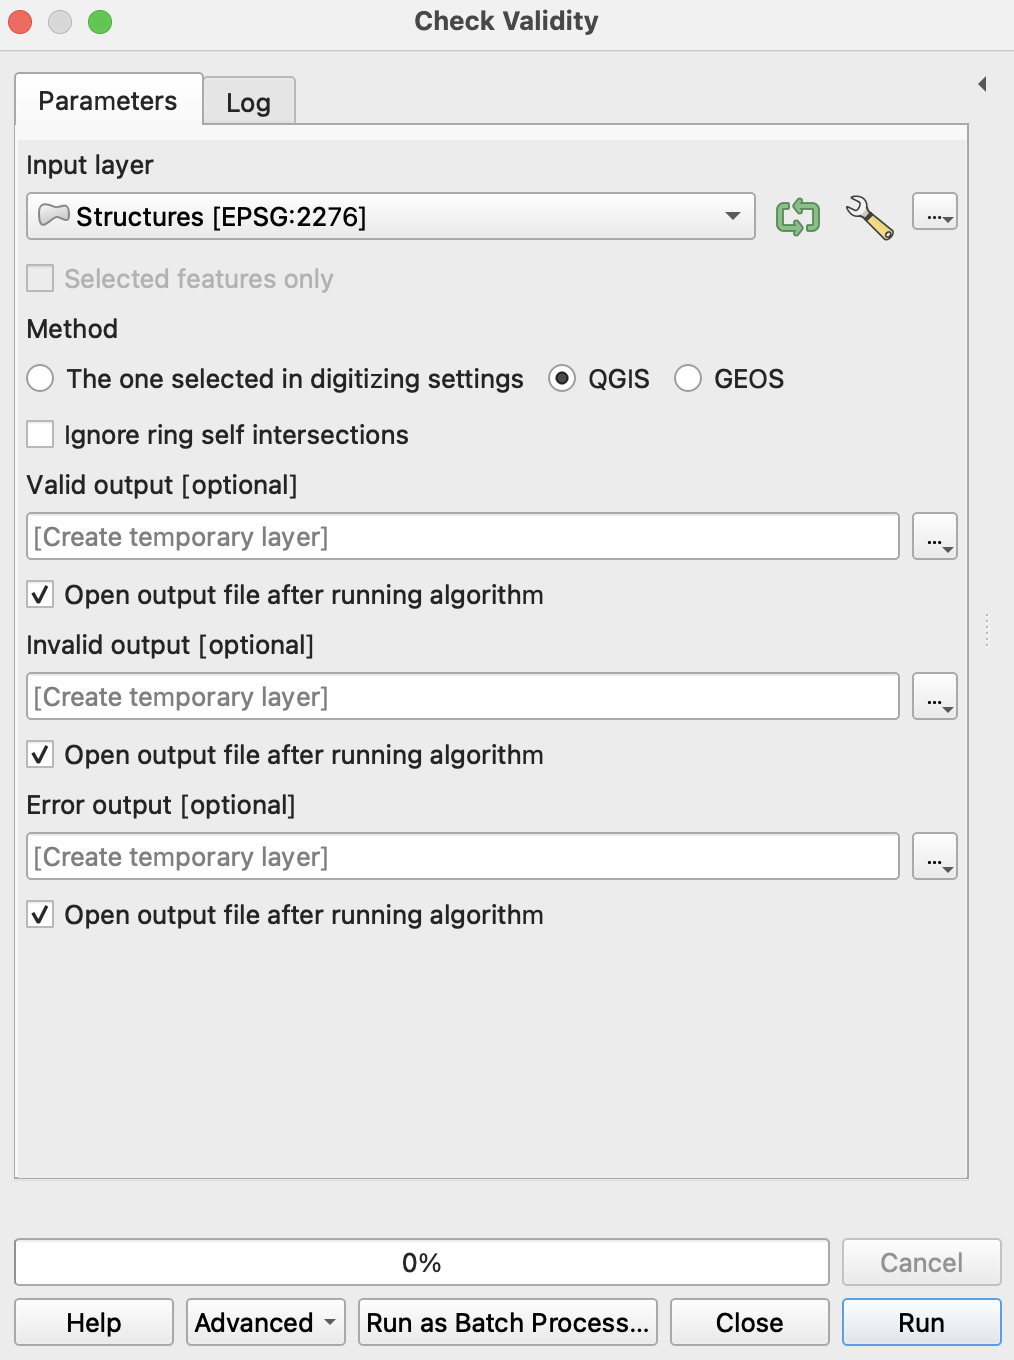 Check Validity
Parameters
Log
Input layer
Structures [EPSG:2276]
...
Selected features only
Method
The one selected in digitizing settings QGIS GEOS
Ignore ring self intersections
Valid output [optional]
[Create temporary layer]
...
Open output file after running algorithm
Invalid output [optional]
[Create temporary layer]
...
Open output file after running algorithm
Error output [optional]
[Create temporary layer]
...
Open output file after running algorithm
0%
Cancel
Help
Advanced
Run as Batch Process...
Close
Run